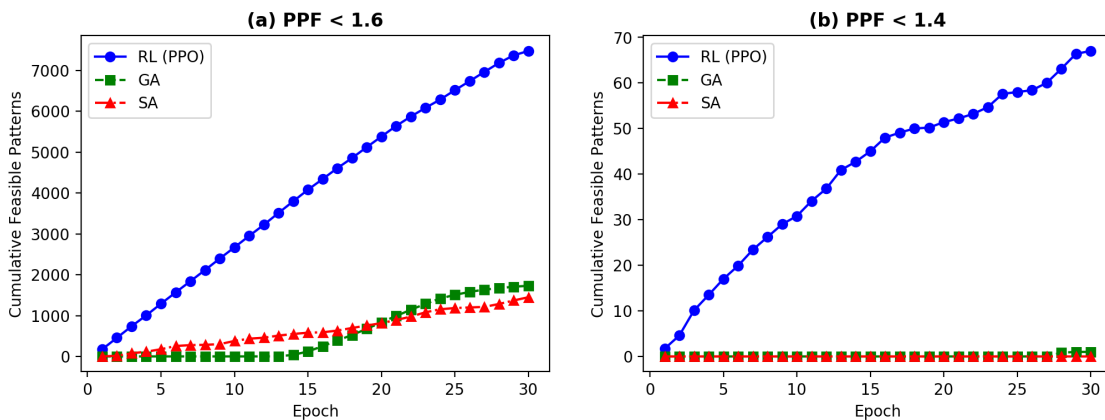 (a) PPF < 1.6
RL (PPO)
GA
SA
Cumulative Feasible Patterns
7000
6000
5000
4000
3000
2000
1000
0
0 5 10 15 20 25 30
Epoch
(b) PPF < 1.4
RL (PPO)
GA
SA
Cumulative Feasible Patterns
70
60
50
40
30
20
10
0
0 5 10 15 20 25 30
Epoch